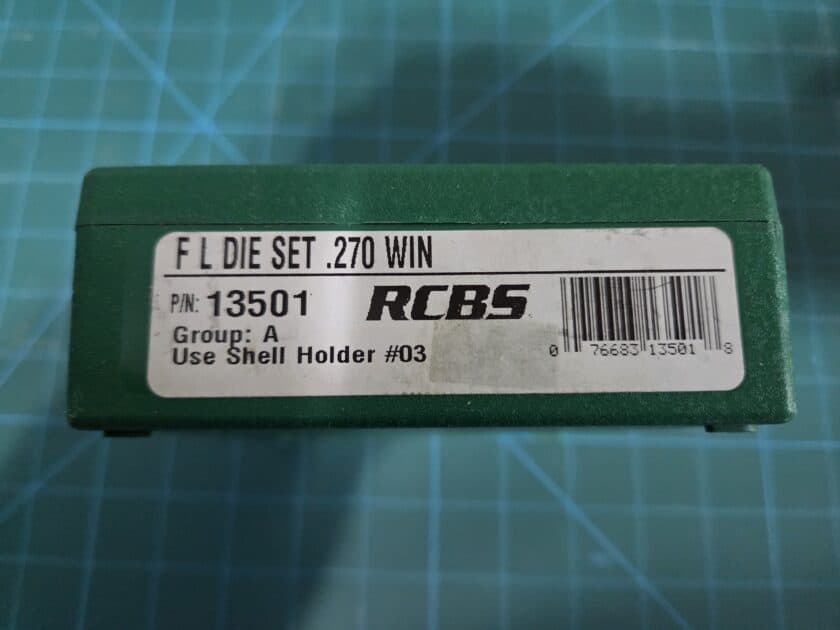 F L DIE SET .270 WIN
P/N: 13501
RCBS
Group: A
Use Shell Holder #03
0 76683 13501 8